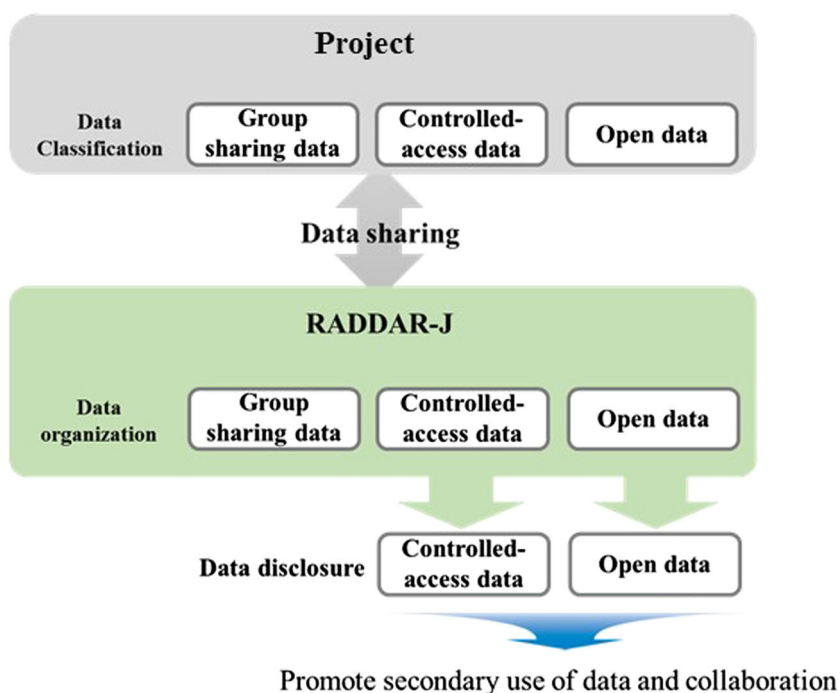 Project
Data
Classification
Group
sharing data
Controlled-
access data
Open data
Data sharing
RADDAR-J
Data
organization
Group
sharing data
Controlled-
access data
Open data
Data disclosure
Controlled-
access data
Open data
Promote secondary use of data and collaboration